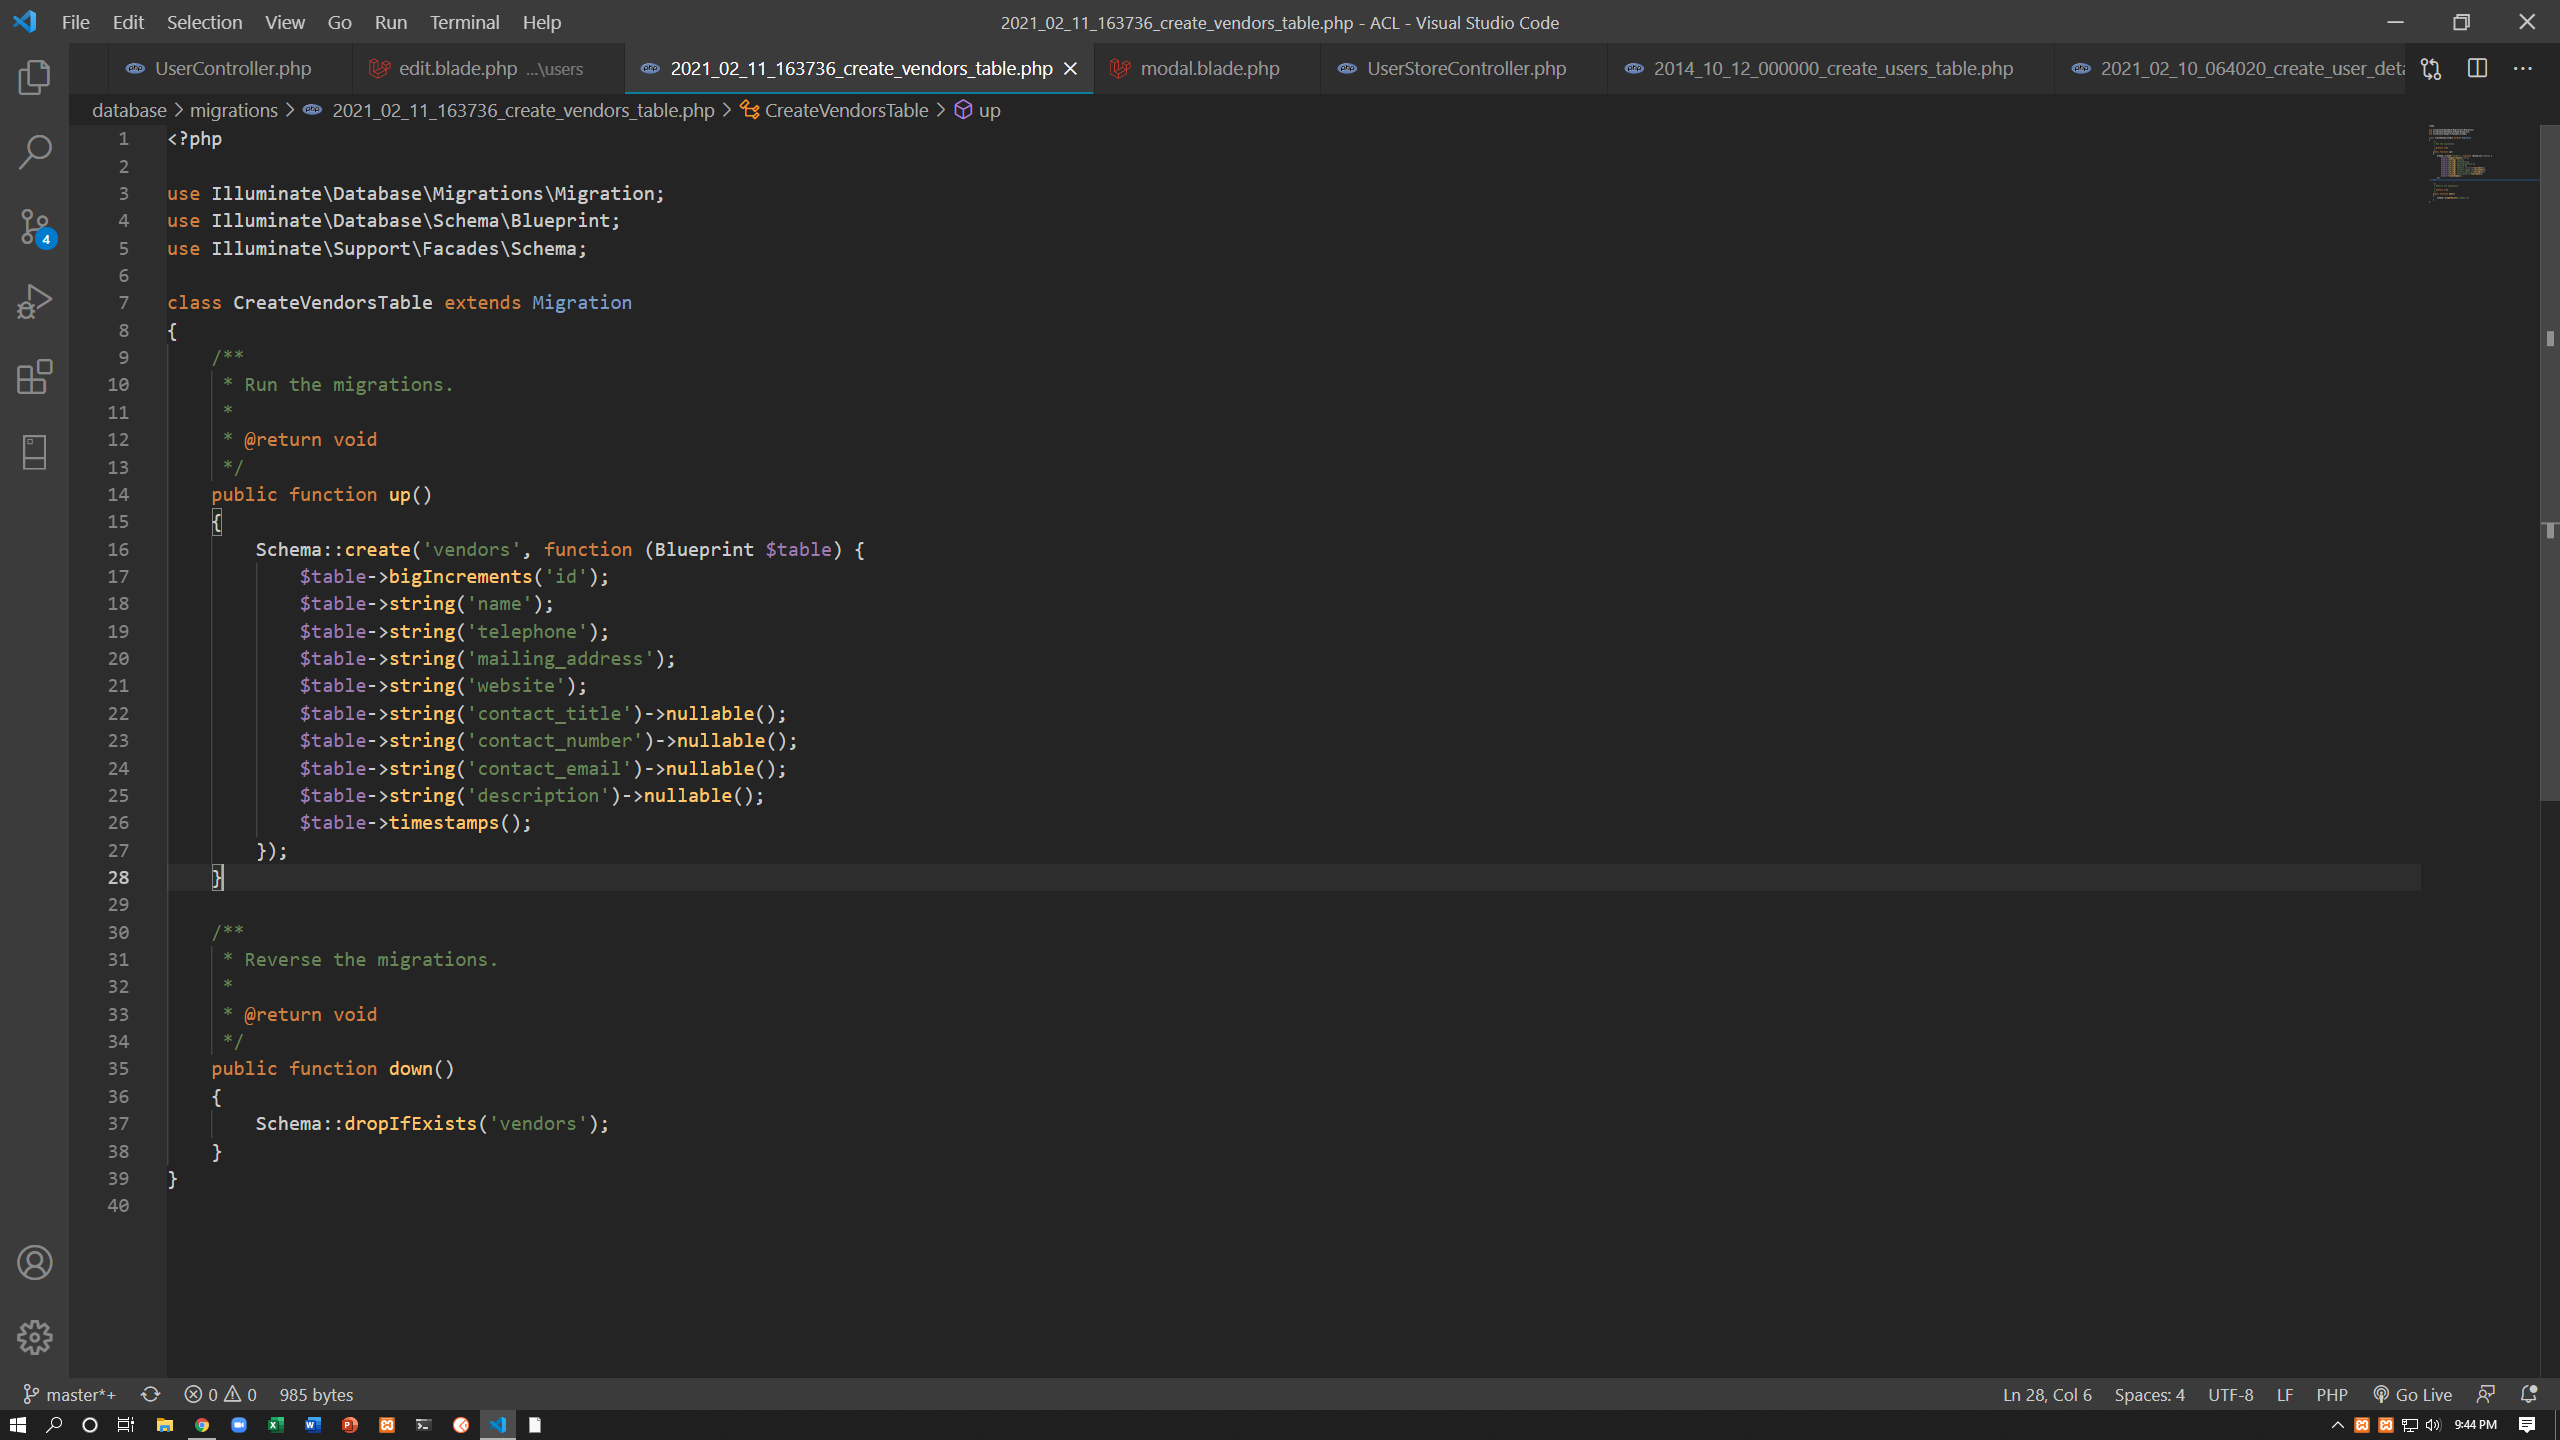 File Edit Selection View Go Run Terminal Help 2021_02_11_163736_create_vendors_table.php - ACL - Visual Studio Code
UserController.php edit.blade.php ...\users 2021_02_11_163736_create_vendors_table.php modal.blade.php UserStoreController.php 2014_10_12_000000_create_users_table.php 2021_02_10_064020_create_user_deta
database > migrations > 2021_02_11_163736_create_vendors_table.php > CreateVendorsTable > up
1 <?php
2
3 use Illuminate\Database\Migrations\Migration;
4 use Illuminate\Database\Schema\Blueprint;
5 use Illuminate\Support\Facades\Schema;
6
7 class CreateVendorsTable extends Migration
8 {
9     /**
10      * Run the migrations.
11      *
12      * @return void
13      */
14     public function up()
15     {
16         Schema::create('vendors', function (Blueprint $table) {
17             $table->bigIncrements('id');
18             $table->string('name');
19             $table->string('telephone');
20             $table->string('mailing_address');
21             $table->string('website');
22             $table->string('contact_title')->nullable();
23             $table->string('contact_number')->nullable();
24             $table->string('contact_email')->nullable();
25             $table->string('description')->nullable();
26             $table->timestamps();
27         });
28     }
29
30     /**
31      * Reverse the migrations.
32      *
33      * @return void
34      */
35     public function down()
36     {
37         Schema::dropIfExists('vendors');
38     }
39 }
40
4
master*+ 0 0 985 bytes Ln 28, Col 6 Spaces: 4 UTF-8 LF PHP Go Live
9:44 PM